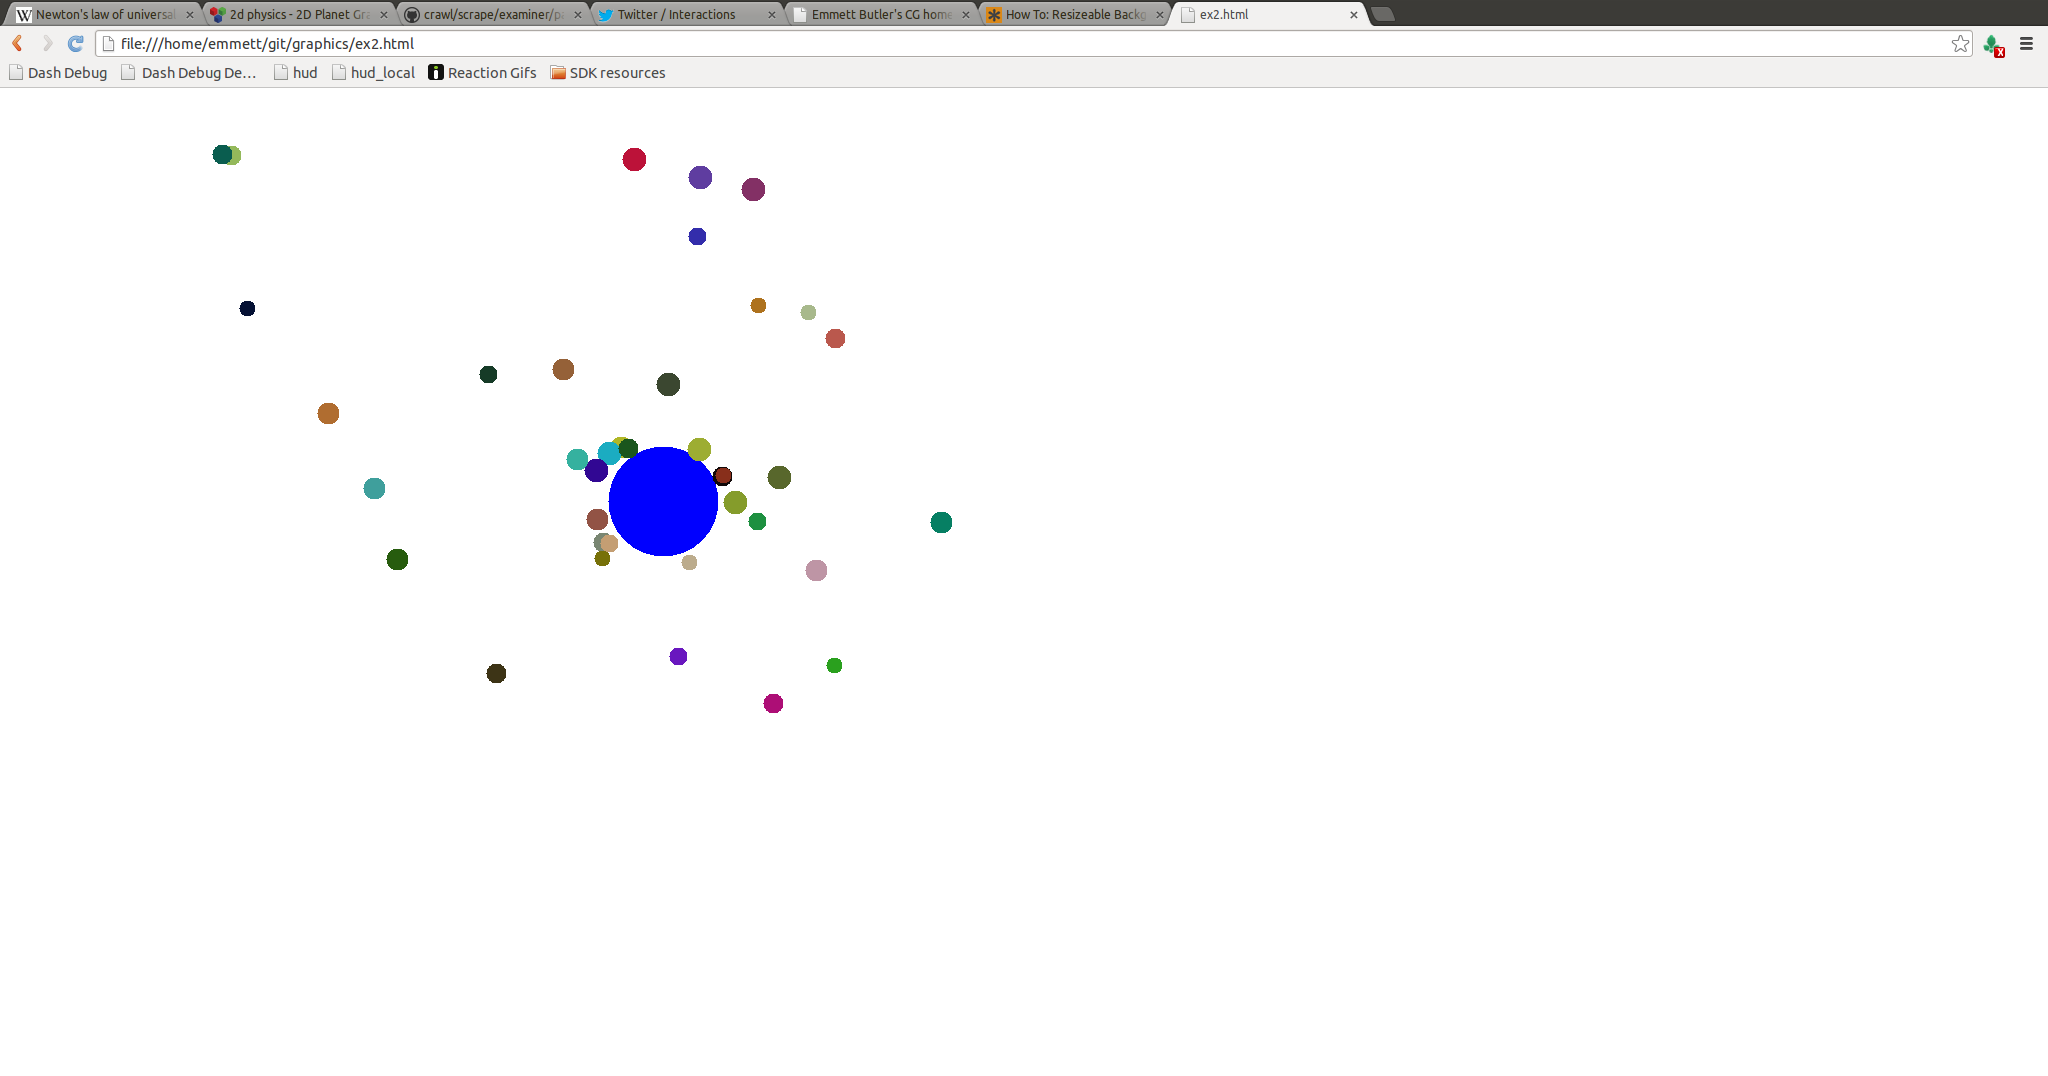 Newton's law of universal
2d physics - 2D Planet Gra
crawl/scrape/examiner/p
Twitter / Interactions
Emmett Butler's CG home
How To: Resizeable Backg
ex2.html
file:///home/emmett/git/graphics/ex2.html
Dash Debug
Dash Debug De...
hud
hud_local
Reaction Gifs
SDK resources